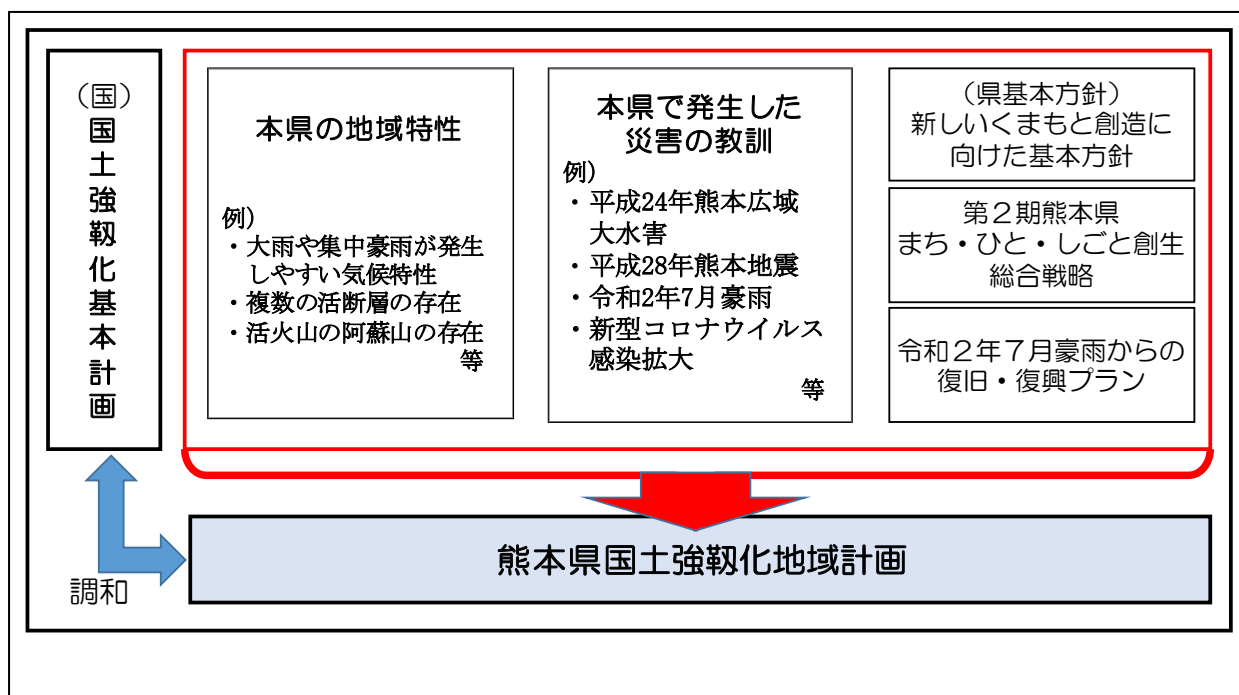 (国)
国土強靱化基本計画
本県の地域特性
例)
・大雨や集中豪雨が発生
しやすい気候特性
・複数の活断層の存在
・活火山の阿蘇山の存在
等
本県で発生した
災害の教訓
例)
・平成24年熊本広域
大水害
・平成28年熊本地震
・令和2年7月豪雨
・新型コロナウイルス
感染拡大
等
(県基本方針)
新しいくまもと創造に
向けた基本方針
第2期熊本県
まち・ひと・しごと創生
総合戦略
令和2年7月豪雨からの
復旧・復興プラン
熊本県国土強靱化地域計画
調和